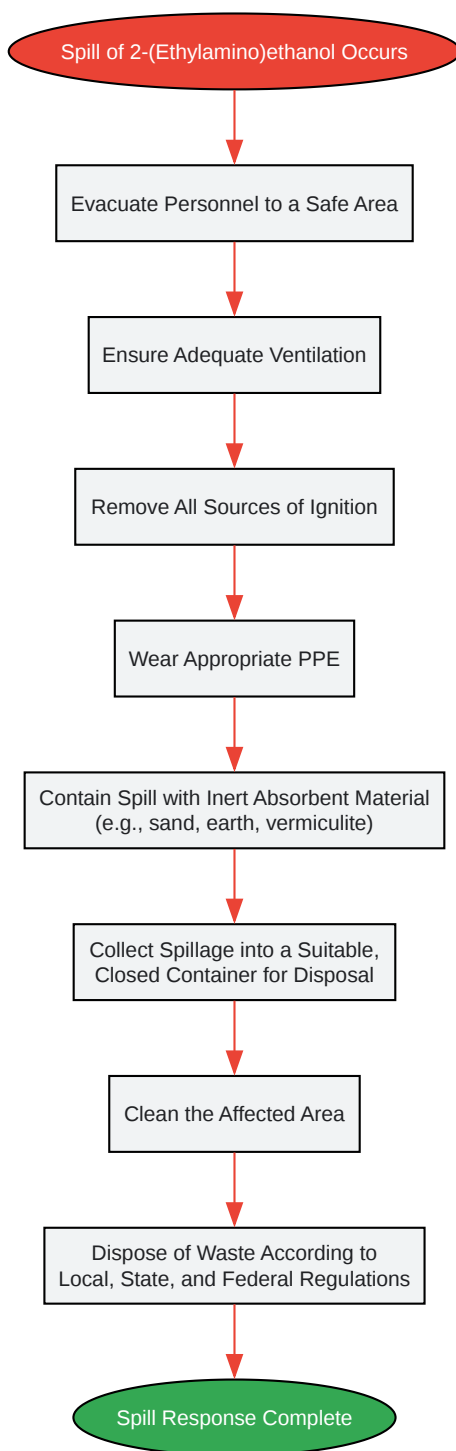 Spill of 2-(Ethylamino)ethanol Occurs
Evacuate Personnel to a Safe Area
Ensure Adequate Ventilation
Remove All Sources of Ignition
Wear Appropriate PPE
Contain Spill with Inert Absorbent Material
(e.g., sand, earth, vermiculite)
Collect Spillage into a Suitable,
Closed Container for Disposal
Clean the Affected Area
Dispose of Waste According to
Local, State, and Federal Regulations
Spill Response Complete